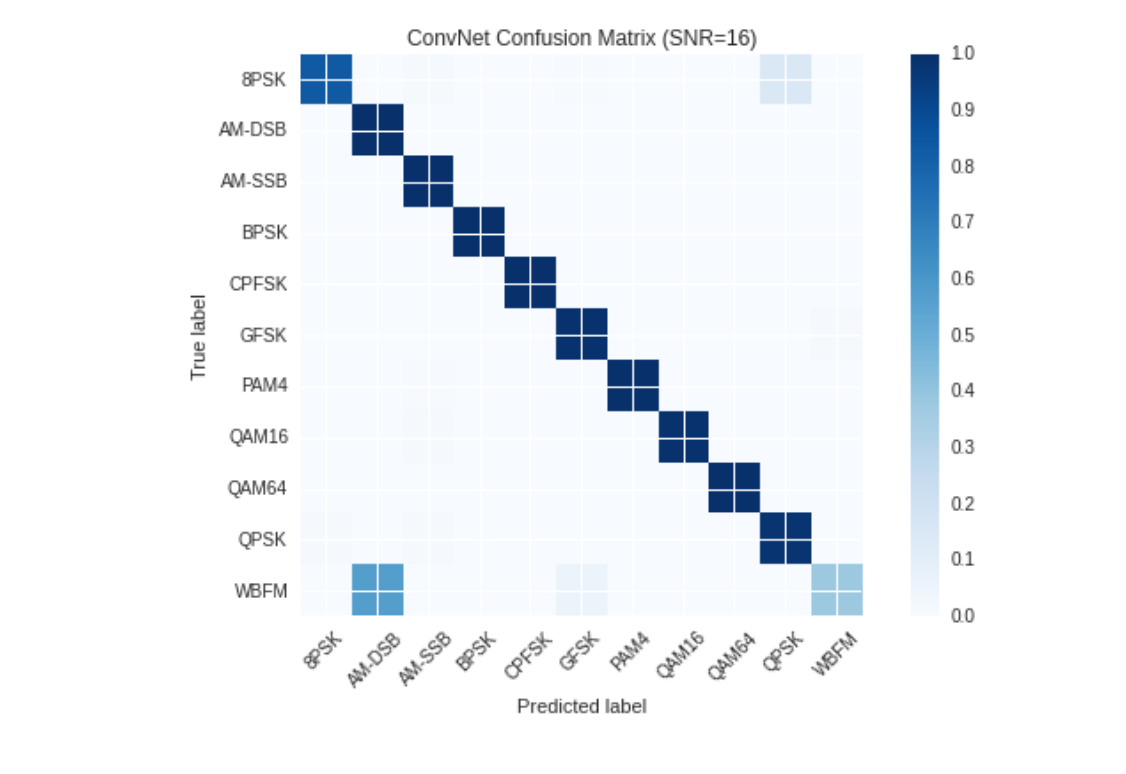 ConvNet Confusion Matrix (SNR=16)
8PSK
AM-DSB
AM-SSB
BPSK
CPFSK
GFSK
PAM4
QAM16
QAM64
QPSK
WBFM
True label
8PSK
AM-DSB
AM-SSB
BPSK
CPFSK
GFSK
PAM4
QAM16
QAM64
QPSK
WBFM
Predicted label
1.0
0.9
0.8
0.7
0.6
0.5
0.4
0.3
0.2
0.1
0.0